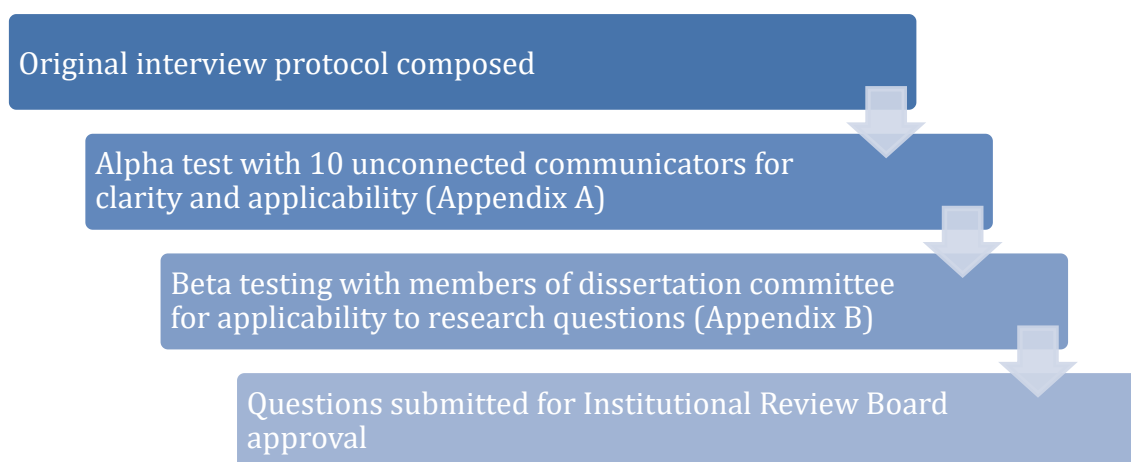 Original interview protocol composed
Alpha test with 10 unconnected communicators for
clarity and applicability (Appendix A)
Beta testing with members of dissertation committee
for applicability to research questions (Appendix B)
Questions submitted for Institutional Review Board
approval